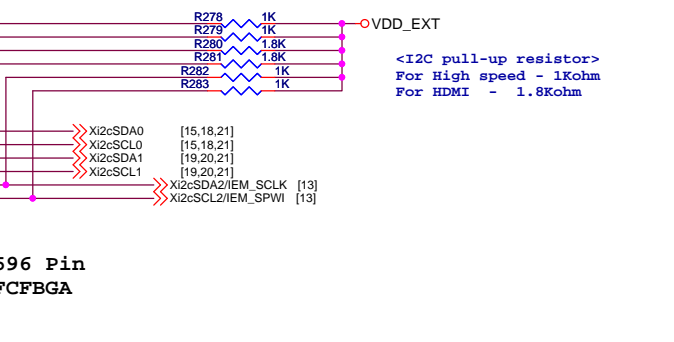 R278 1K
VDD_EXT
R279 1K
R280 1.8K
R281 1.8K
R282 1K
R283 1K
<I2C pull-up resistor>
For High speed - 1Kohm
For HDMI - 1.8Kohm
Xi2cSDA0 [15,18,21]
Xi2cSCL0 [15,18,21]
Xi2cSDA1 [19,20,21]
Xi2cSCL1 [19,20,21]
Xi2cSDA2/IEM_SCLK [13]
Xi2cSCL2/IEM_SPWI [13]
596 Pin
FCFBGA